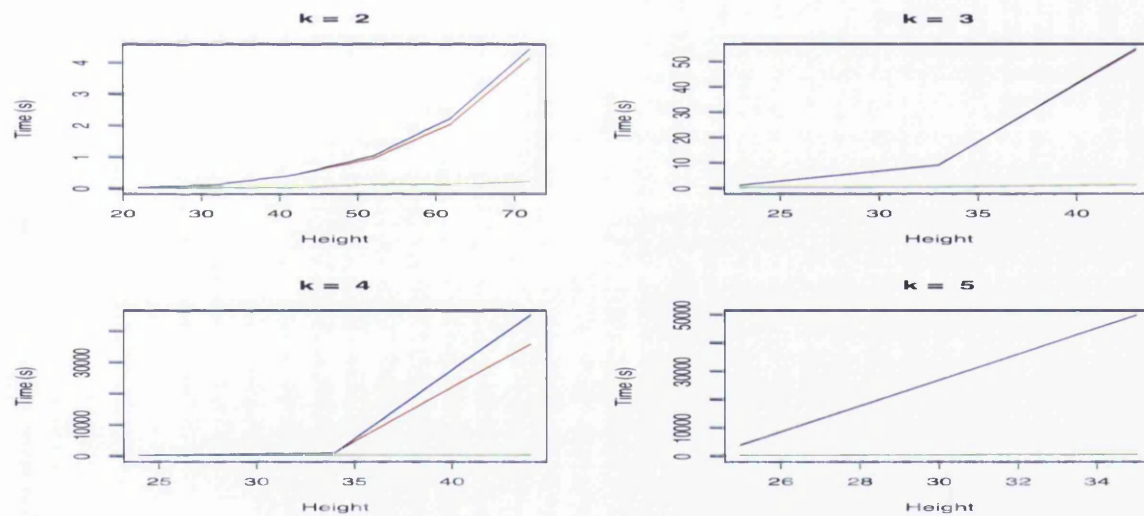 k = 2
Time(s)
0 1 2 3 4
20 30 40 50 60 70
Height
k = 3
Time(s)
0 10 20 30 40 50
25 30 35 40
Height
k = 4
Time(s)
0 10000 30000
25 30 35 40
Height
k = 5
Time(s)
0 10000 30000 50000
26 28 30 32 34
Height